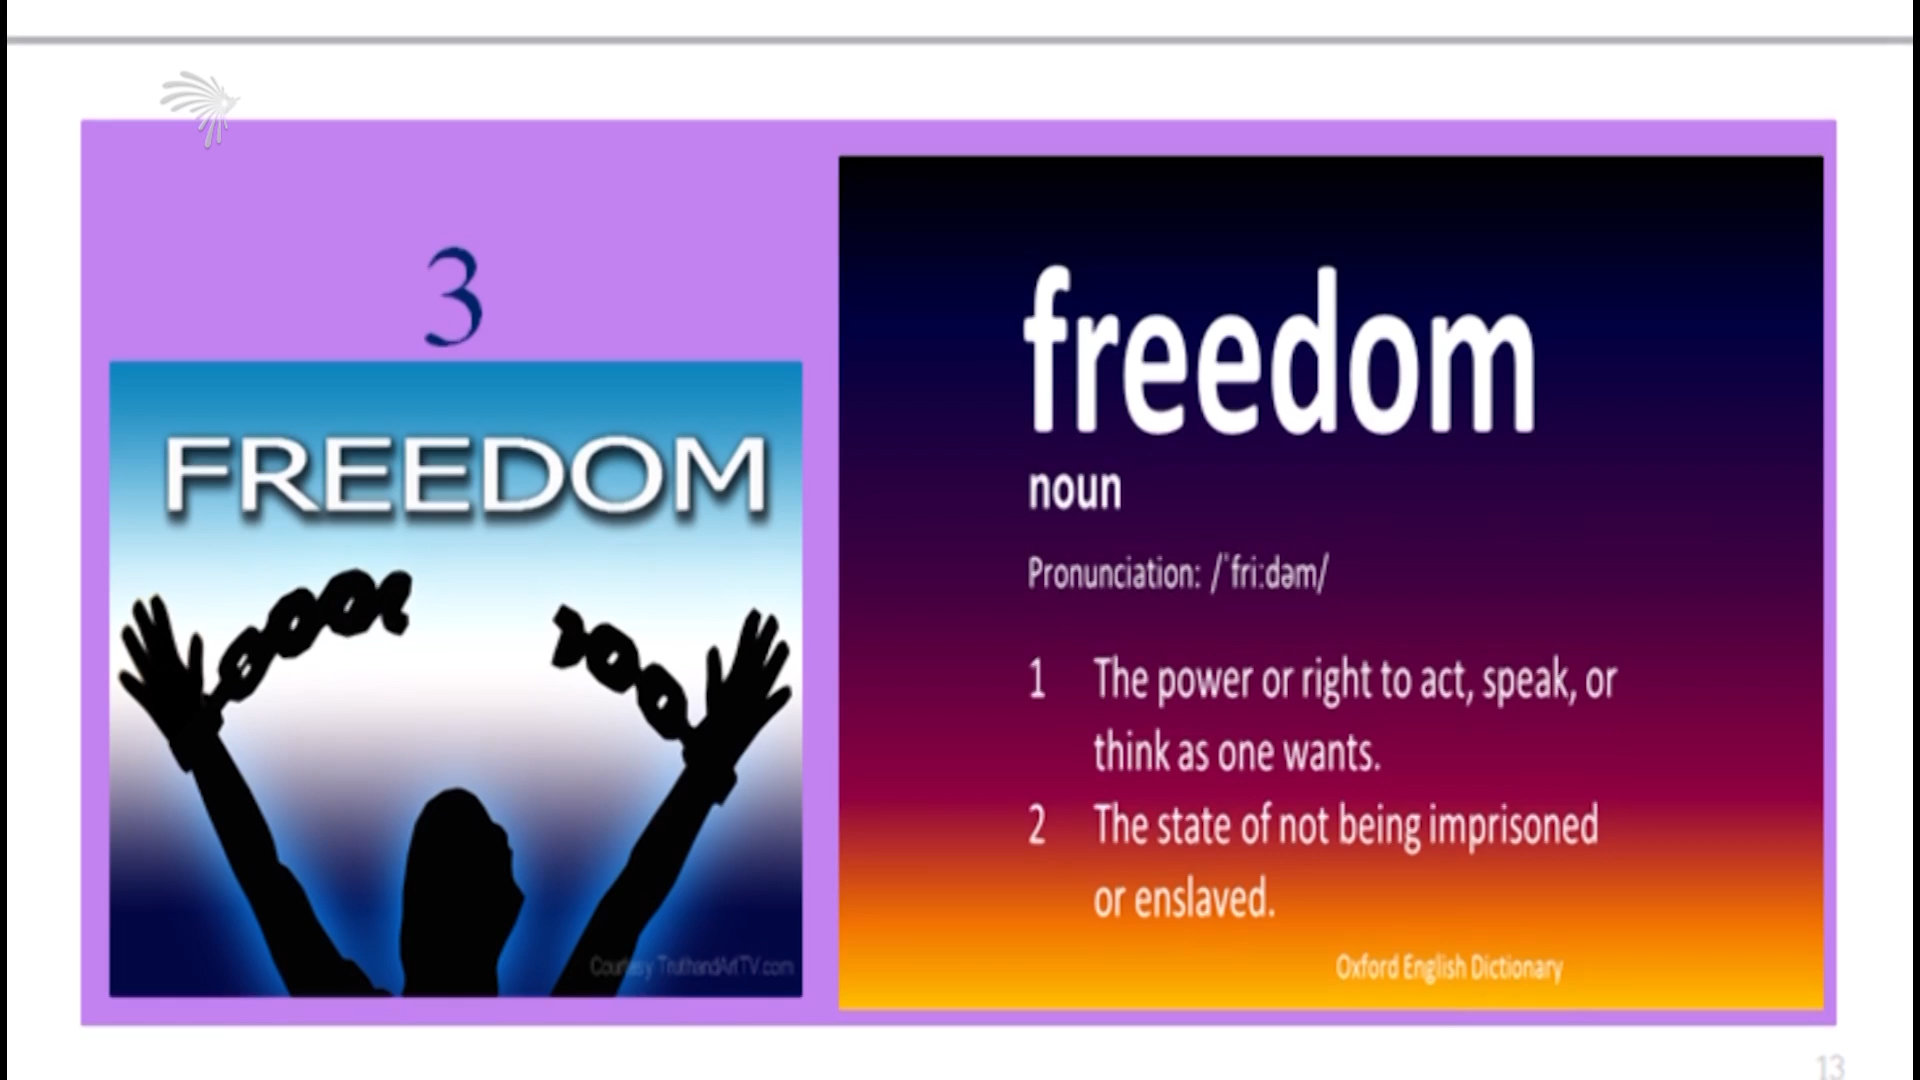 3
FREEDOM
Courtesy TruthandArtTV.com
freedom
noun
Pronunciation: /ˈfriːdəm/
1 The power or right to act, speak, or
think as one wants.
2 The state of not being imprisoned
or enslaved.
Oxford English Dictionary
13